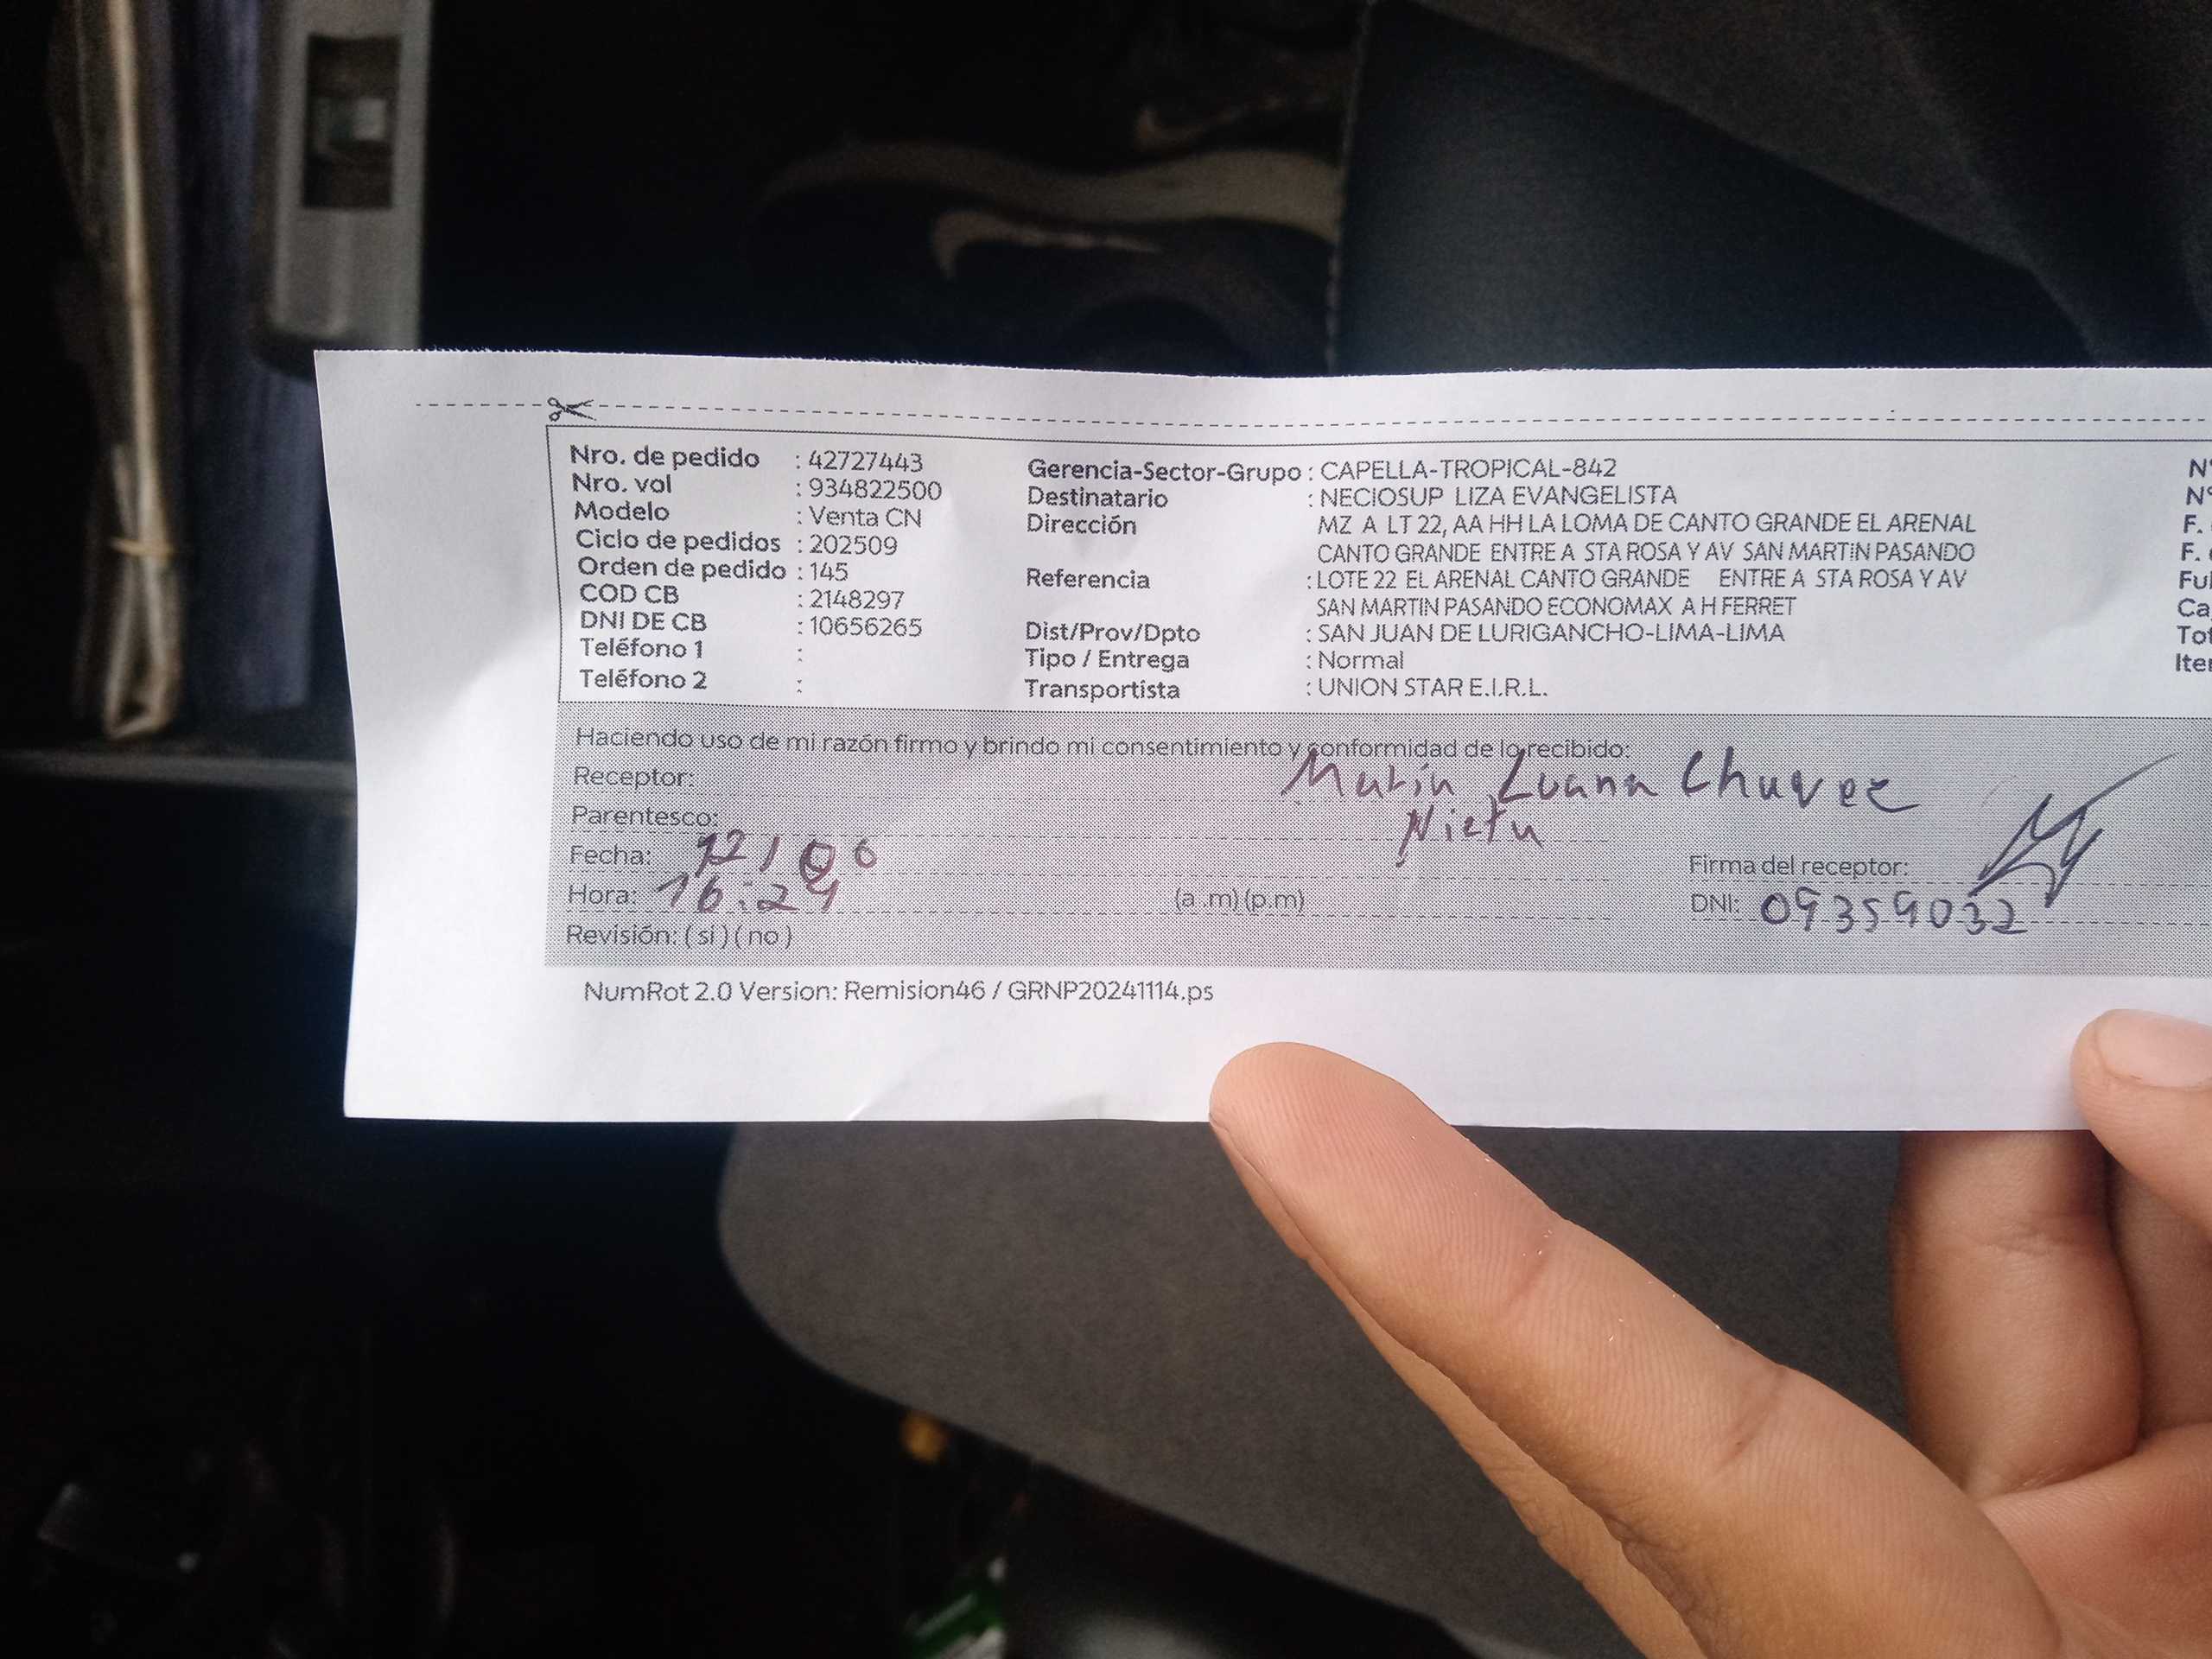 Nro. de pedido : 42727443
Nro. vol : 934822500
Modelo : Venta CN
Ciclo de pedidos : 202509
Orden de pedido : 145
COD CB : 2148297
DNI DE CB : 10656265
Teléfono 1 :
Teléfono 2 :
Gerencia-Sector-Grupo : CAPELLA-TROPICAL-842
Destinatario : NECIOSUP LIZA EVANGELISTA
Dirección MZ A LT 22, AA HH LA LOMA DE CANTO GRANDE EL ARENAL
CANTO GRANDE ENTRE A STA ROSA Y AV SAN MARTIN PASANDO
Referencia : LOTE 22 EL ARENAL CANTO GRANDE ENTRE A STA ROSA Y AV
SAN MARTIN PASANDO ECONOMAX A H FERRET
Dist/Prov/Dpto : SAN JUAN DE LURIGANCHO-LIMA-LIMA
Tipo / Entrega : Normal
Transportista : UNION STAR E.I.R.L.
N°
N°
F.
F.
Haciendo uso de mi razón firmo y brindo mi consentimiento y conformidad de lo recibido:
Receptor: Luana
Parentesco:
Fecha:
Hora: 16:24 (a .m) (p.m)
Revisión: ( si ) ( no )
Firma del receptor:
DNI: 09359032
NumRot 2.0 Version: Remision46 / GRNP20241114.ps